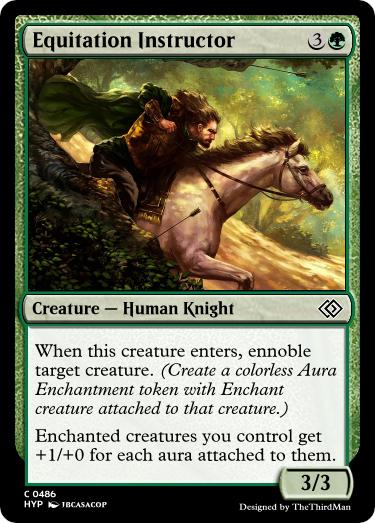 Equitation Instructor 3
Creature — Human Knight
When this creature enters, ennoble
target creature. (Create a colorless Aura
Enchantment token with Enchant
creature attached to that creature.)
Enchanted creatures you control get
+1/+0 for each aura attached to them.
3/3
C 0486
HYP JBCASACOP
Designed by TheThirdMan